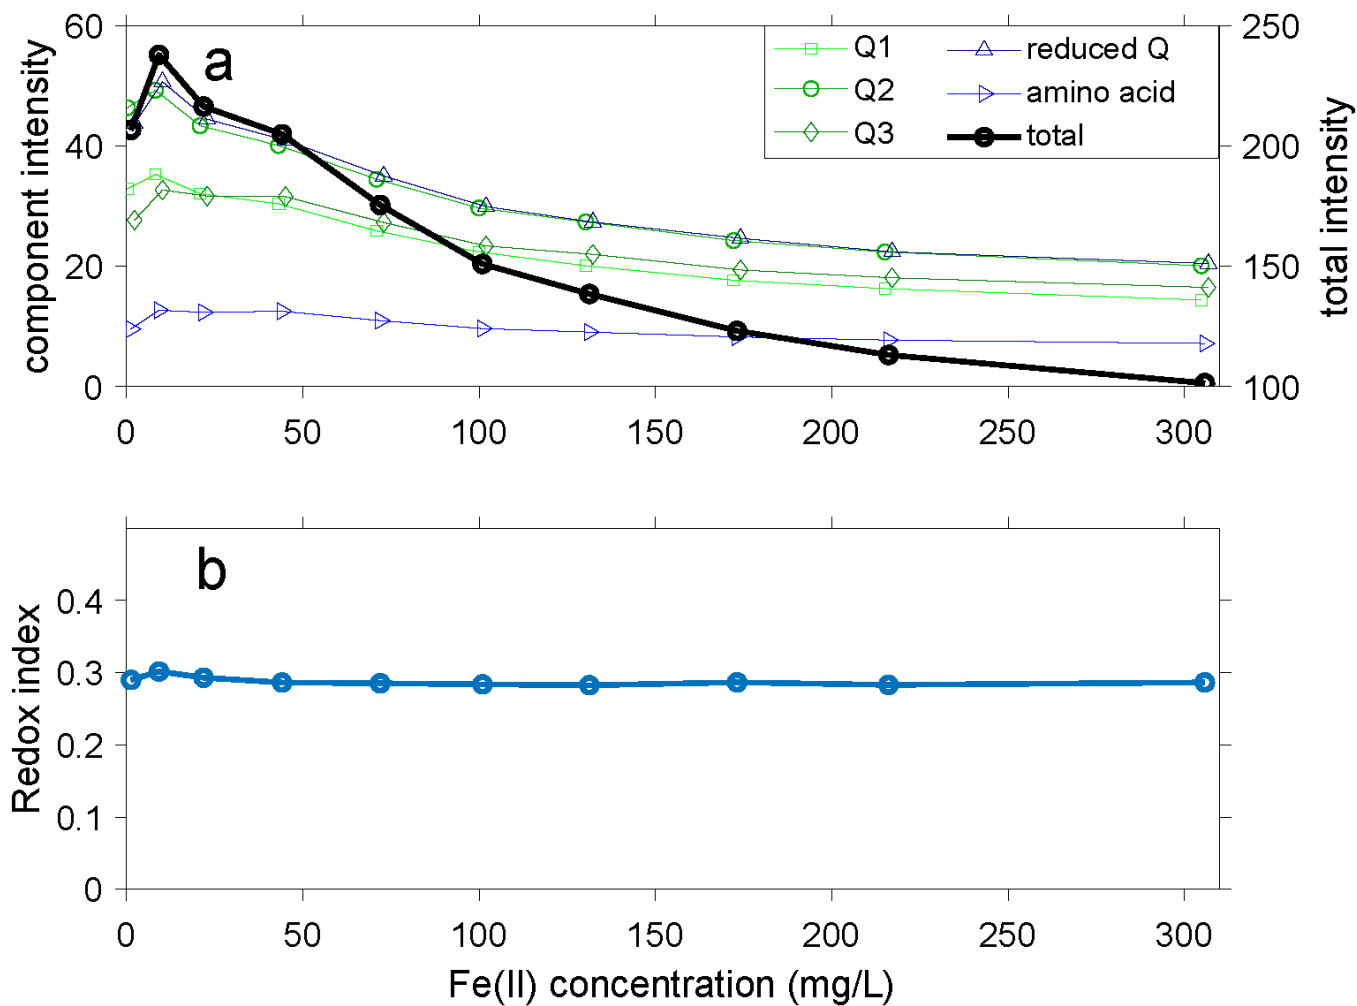 a
component intensity
60
40
20
0
250
200
150
100
total intensity
Q1
Q2
Q3
reduced Q
amino acid
total
0 50 100 150 200 250 300
b
Redox index
0.4
0.3
0.2
0.1
0
0 50 100 150 200 250 300
Fe(II) concentration (mg/L)